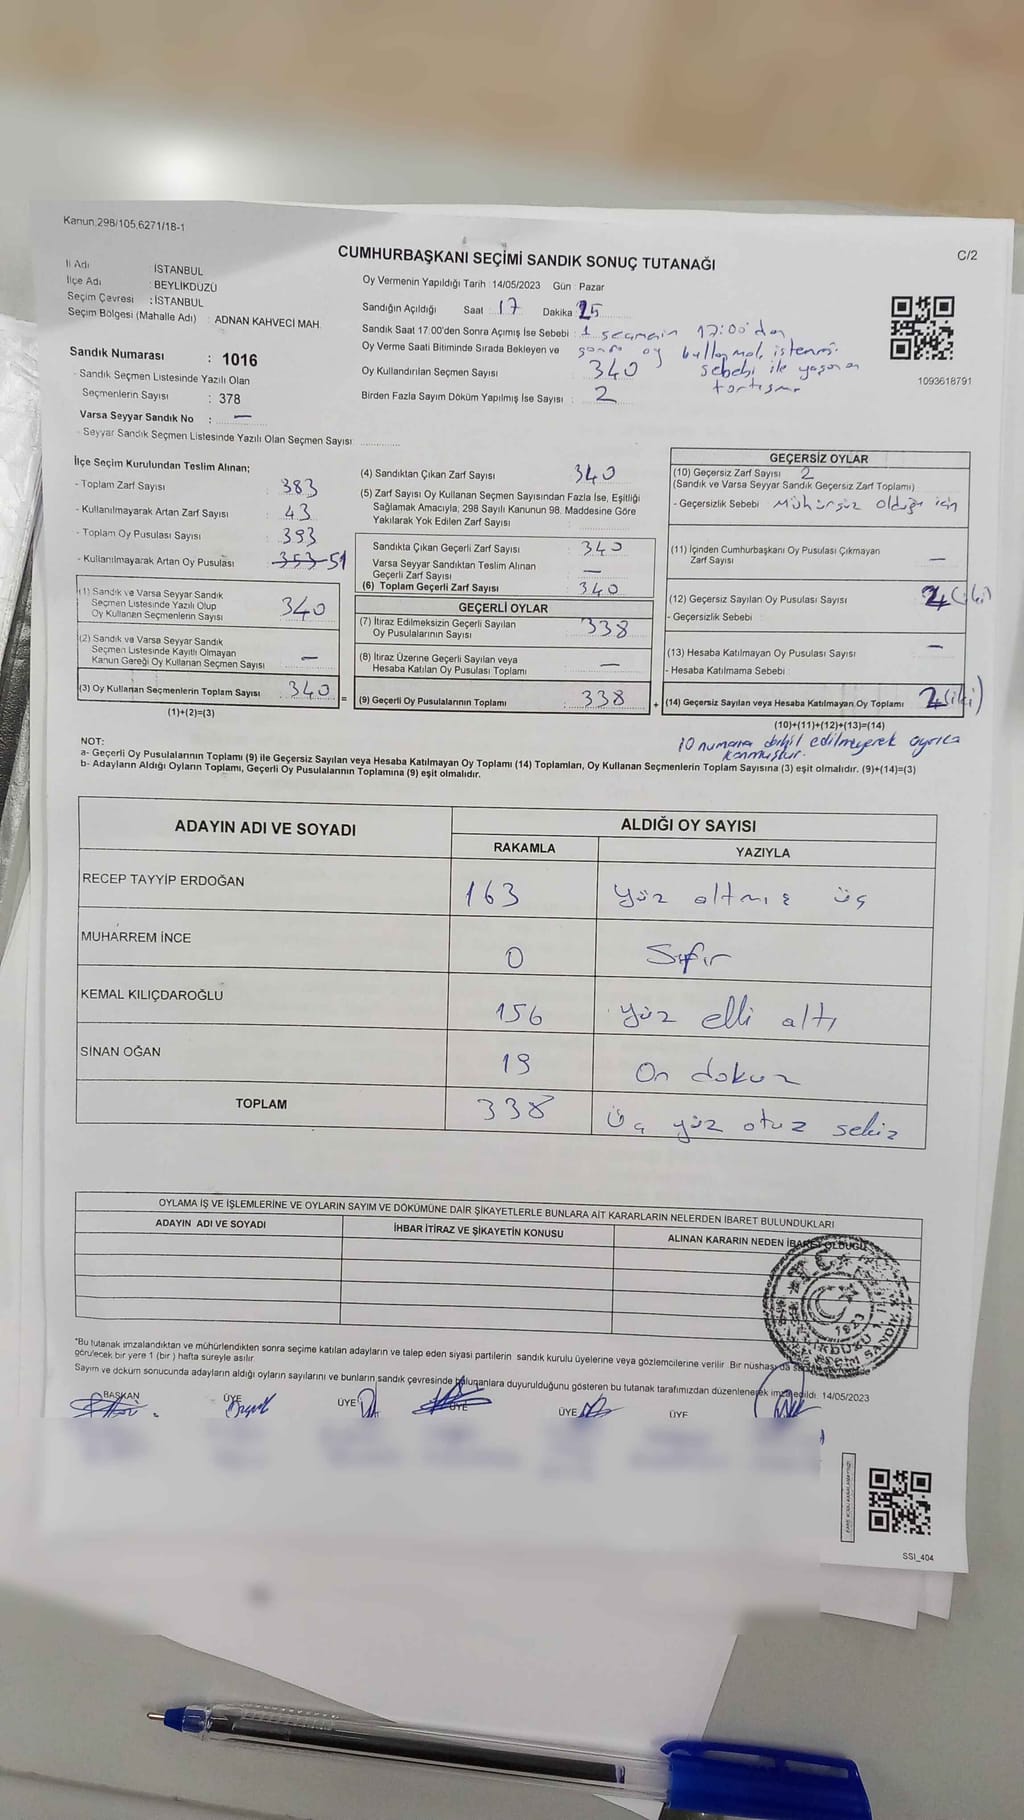 Kanun.298/105,6271/18-1
C/2
CUMHURBAŞKANI SEÇİMİ SANDIK SONUÇ TUTANAĞI
İl Adı : İSTANBUL
İlçe Adı : BEYLİKDÜZÜ
Seçim Çevresi : İSTANBUL
Seçim Bölgesi (Mahalle Adı) : ADNAN KAHVECİ MAH.
Sandık Numarası : 1016
- Sandık Seçmen Listesinde Yazılı Olan
Seçmenlerin Sayısı : 378
Varsa Seyyar Sandık No : —
- Seyyar Sandık Seçmen Listesinde Yazılı Olan Seçmen Sayısı
Oy Vermenin Yapıldığı Tarih : 14/05/2023 Gün : Pazar
Sandığın Açıldığı Saat : 17 Dakika : 25
Sandık Saat 17:00'den Sonra Açımış İse Sebebi : 1 seçmenin 17:00'dan
sonra oy kullanmak istemesi
sebebi ile yaşanan
tartışma
Oy Verme Saati Bitiminde Sırada Bekleyen ve
Oy Kullandırılan Seçmen Sayısı : 340
Birden Fazla Sayım Döküm Yapılmış İse Sayısı : 2
1093618791
İlçe Seçim Kurulundan Teslim Alınan;
- Toplam Zarf Sayısı : 383
- Kullanılmayarak Artan Zarf Sayısı : 43
- Toplam Oy Pusulası Sayısı : 393
- Kullanılmayarak Artan Oy Pusulası : 353 51
(1) Sandık ve Varsa Seyyar Sandık
Seçmen Listesinde Yazılı Olup
Oy Kullanan Seçmenlerin Sayısı 340
(2) Sandık ve Varsa Seyyar Sandık
Seçmen Listesinde Kayıtlı Olmayan
Kanun Gereği Oy Kullanan Seçmen Sayısı —
(3) Oy Kullanan Seçmenlerin Toplam Sayısı : 340 =
(1)+(2)=(3)
(4) Sandıktan Çıkan Zarf Sayısı 340
(5) Zarf Sayısı Oy Kullanan Seçmen Sayısından Fazla İse, Eşitliği
Sağlamak Amacıyla, 298 Sayılı Kanunun 98. Maddesine Göre
Yakılarak Yok Edilen Zarf Sayısı :
Sandıkta Çıkan Geçerli Zarf Sayısı : 340
Varsa Seyyar Sandıktan Teslim Alınan
Geçerli Zarf Sayısı : —
(6) Toplam Geçerli Zarf Sayısı : 340
GEÇERLİ OYLAR
(7) İtiraz Edilmeksizin Geçerli Sayılan
Oy Pusulalarının Sayısı : 338
(8) İtiraz Üzerine Geçerli Sayılan veya
Hesaba Katılan Oy Pusulası Toplamı : —
(9) Geçerli Oy Pusulalarının Toplamı : 338 +
GEÇERSİZ OYLAR
(10) Geçersiz Zarf Sayısı 2
(Sandık ve Varsa Seyyar Sandık Geçersiz Zarf Toplamı)
- Geçersizlik Sebebi : Mühürsüz olduğu için
(11) İçinden Cumhurbaşkanı Oy Pusulası Çıkmayan
Zarf Sayısı —
(12) Geçersiz Sayılan Oy Pusulası Sayısı 2 (iki)
- Geçersizlik Sebebi :
(13) Hesaba Katılmayan Oy Pusulası Sayısı —
- Hesaba Katılmama Sebebi :
(14) Geçersiz Sayılan veya Hesaba Katılmayan Oy Toplamı 2 (iki)
(10)+(11)+(12)+(13)=(14)
10 numara dahil edilmeyerek ayrıca
konmuştur
NOT:
a- Geçerli Oy Pusulalarının Toplamı (9) ile Geçersiz Sayılan veya Hesaba Katılmayan Oy Toplamı (14) Toplamları, Oy Kullanan Seçmenlerin Toplam Sayısına (3) eşit olmalıdır. (9)+(14)=(3)
b- Adayların Aldığı Oyların Toplamı, Geçerli Oy Pusulalarının Toplamına (9) eşit olmalıdır.
ADAYIN ADI VE SOYADI
ALDIĞI OY SAYISI
RAKAMLA YAZIYLA
RECEP TAYYİP ERDOĞAN 163 yüz altmış üç
MUHARREM İNCE 0 Sıfır
KEMAL KILIÇDAROĞLU 156 yüz elli altı
SİNAN OĞAN 19 On dokuz
TOPLAM 338 Üç yüz otuz sekiz
OYLAMA İŞ VE İŞLEMLERİNE VE OYLARIN SAYIM VE DÖKÜMÜNE DAİR ŞİKAYETLERLE BUNLARA AİT KARARLARIN NELERDEN İBARET BULUNDUKLARI
ADAYIN ADI VE SOYADI İHBAR İTİRAZ VE ŞİKAYETİN KONUSU ALINAN KARARIN NEDEN İBARET OLDUĞU
T.C.
1923
*Bu tutanak imzalandıktan ve mühürlendikten sonra seçime katılan adayların ve talep eden siyasi partilerin sandık kurulu üyelerine veya gözlemcilerine verilir. Bir nüshası da
görülecek bir yere 1 (bir) hafta süreyle asılır
Sayım ve döküm sonucunda adayların aldığı oyların sayılarını ve bunların sandık çevresinde bulunanlara duyurulduğunu gösteren bu tutanak tarafımızdan düzenlenerek imza edildi. 14/05/2023
BAŞKAN ÜYE ÜYE ÜYE ÜYE ÜYE
SSİ_404